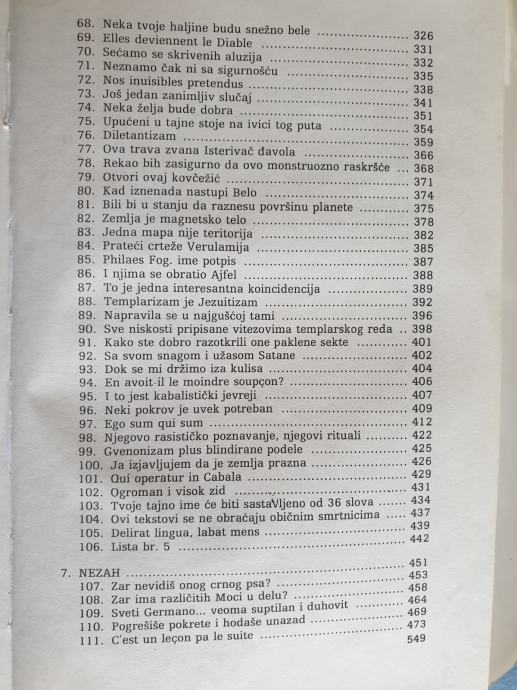 68. Neka tvoje haljine budu snežno bele ........ 326
69. Elles deviennent le Diable ........ 331
70. Sećamo se skrivenih aluzija ........ 332
71. Neznamo čak ni sa sigurnošću ........ 335
72. Nos inuisibles pretendus ........ 338
73. Još jedan zanimljiv slučaj ........ 341
74. Neka želja bude dobra ........ 351
75. Upućeni u tajne stoje na ivici tog puta ........ 354
76. Diletantizam ........ 359
77. Ova trava zvana Isterivač đavola ........ 366
78. Rekao bih zasigurno da ovo monstruozno raskršće ... 368
79. Otvori ovaj kovčežić ........ 371
80. Kad iznenada nastupi Belo ........ 374
81. Bili bi u stanju da raznesu površinu planete ........ 375
82. Zemlja je magnetsko telo ........ 378
83. Jedna mapa nije teritorija ........ 382
84. Prateći crteže Verulamija ........ 385
85. Philaes Fog. ime potpis ........ 387
86. I njima se obratio Ajfel ........ 388
87. To je jedna interesantna koincidencija ........ 389
88. Templarizam je Jezuitizam ........ 392
89. Napravila se u najgušćoj tami ........ 396
90. Sve niskosti pripisane vitezovima templarskog reda .. 398
91. Kako ste dobro razotkrili one paklene sekte ........ 401
92. Sa svom snagom i užasom Satane ........ 402
93. Dok se mi držimo iza kulisa ........ 404
94. En avoit-il le moindre soupçon? ........ 406
95. I to jest kabalistički jevreji ........ 407
96. Neki pokrov je uvek potreban ........ 409
97. Ego sum qui sum ........ 412
98. Njegovo rasističko poznavanje, njegovi rituali ........ 422
99. Gvenonizam plus blindirane podele ........ 425
100. Ja izjavljujem da je zemlja prazna ........ 426
101. Qui operatur in Cabala ........ 429
102. Ogroman i visok zid ........ 431
103. Tvoje tajno ime će biti sastavljeno od 36 slova ........ 434
104. Ovi tekstovi se ne obraćaju običnim smrtnicima ..... 437
105. Delirat lingua, labat mens ........ 439
106. Lista br. 5 ........ 442
7. NEZAH ........ 451
107. Zar nevidiš onog crnog psa? ........ 453
108. Zar ima različitih Moci u delu? ........ 458
109. Sveti Germano... veoma suptilan i duhovit ........ 464
110. Pogrešiše pokrete i hodaše unazad ........ 469
111. C'est un leçon pa le suite ........ 473
549